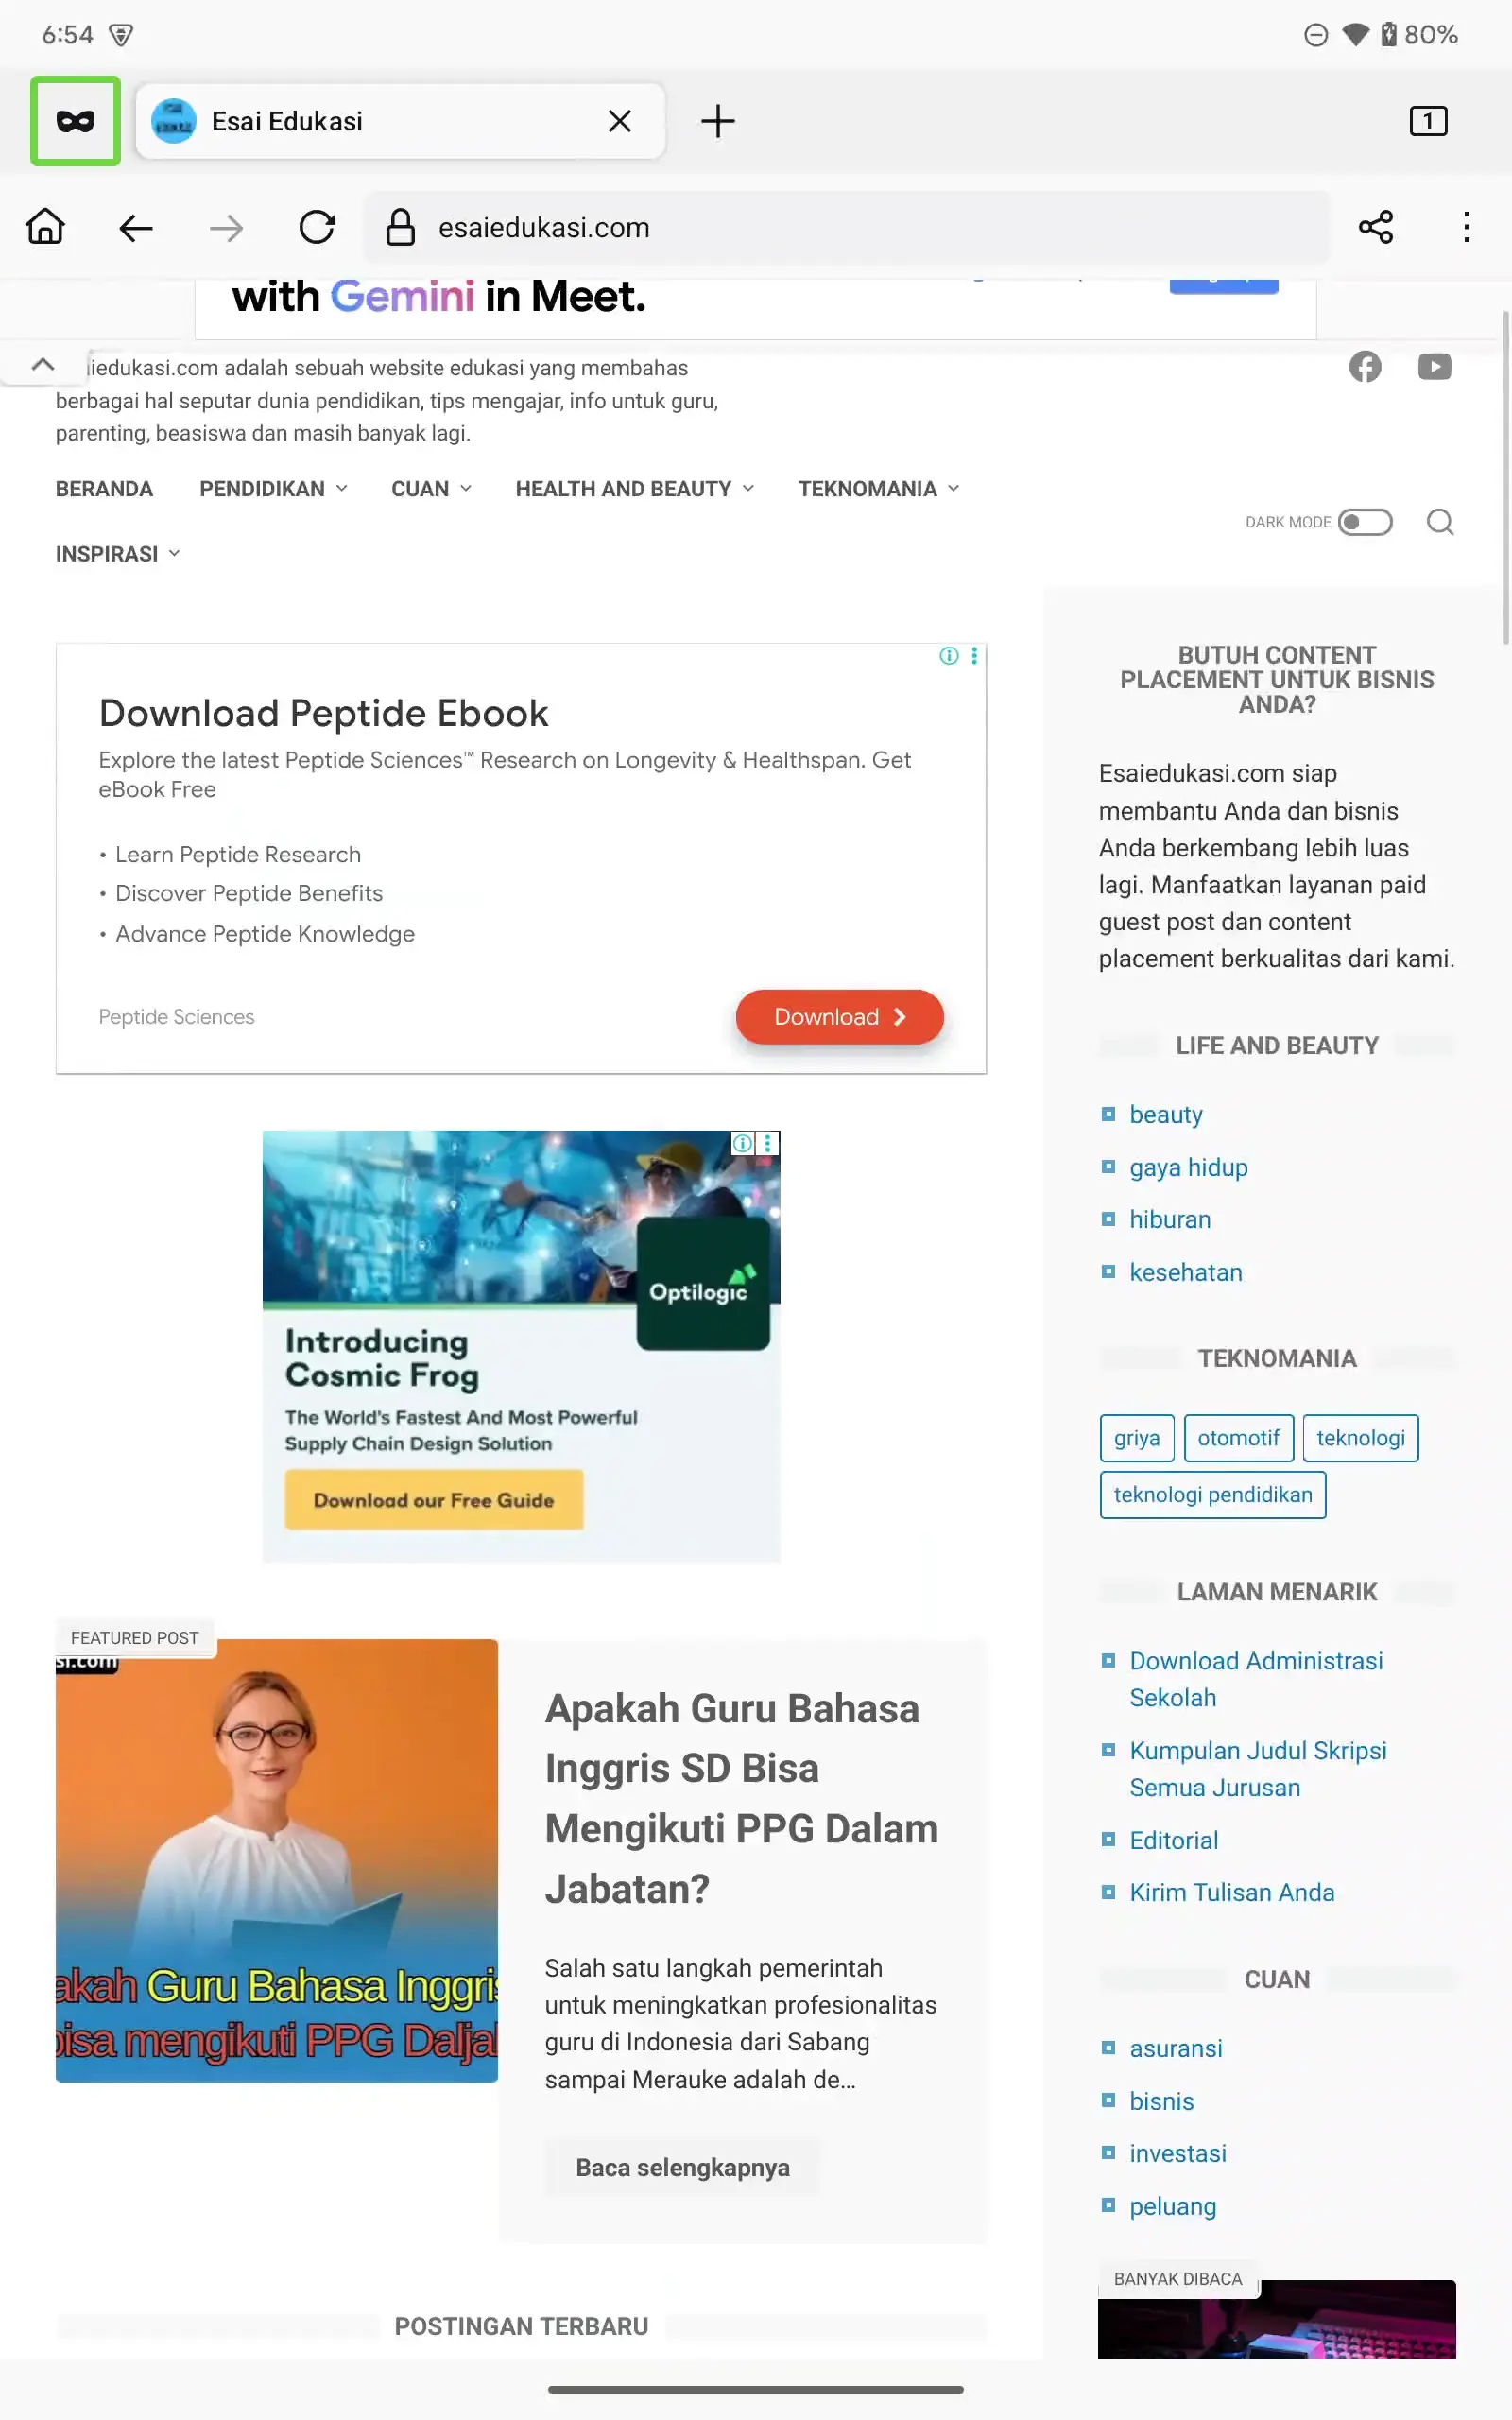 6:54
80%
Esai Edukasi
1
esaiedukasi.com
with Gemini in Meet.
iedukasi.com adalah sebuah website edukasi yang membahas
berbagai hal seputar dunia pendidikan, tips mengajar, info untuk guru,
parenting, beasiswa dan masih banyak lagi.
BERANDA PENDIDIKAN CUAN HEALTH AND BEAUTY TEKNOMANIA
INSPIRASI
DARK MODE
Download Peptide Ebook
Explore the latest Peptide Sciences™ Research on Longevity & Healthspan. Get
eBook Free
• Learn Peptide Research
• Discover Peptide Benefits
• Advance Peptide Knowledge
Peptide Sciences
Download
Optilogic
Introducing
Cosmic Frog
The World's Fastest And Most Powerful
Supply Chain Design Solution
Download our Free Guide
FEATURED POST
si.com
akah Guru Bahasa Inggris
bisa mengikuti PPG Daljal
Apakah Guru Bahasa
Inggris SD Bisa
Mengikuti PPG Dalam
Jabatan?
Salah satu langkah pemerintah
untuk meningkatkan profesionalitas
guru di Indonesia dari Sabang
sampai Merauke adalah de…
Baca selengkapnya
POSTINGAN TERBARU
BUTUH CONTENT
PLACEMENT UNTUK BISNIS
ANDA?
Esaiedukasi.com siap
membantu Anda dan bisnis
Anda berkembang lebih luas
lagi. Manfaatkan layanan paid
guest post dan content
placement berkualitas dari kami.
LIFE AND BEAUTY
beauty
gaya hidup
hiburan
kesehatan
TEKNOMANIA
griya otomotif teknologi
teknologi pendidikan
LAMAN MENARIK
Download Administrasi
Sekolah
Kumpulan Judul Skripsi
Semua Jurusan
Editorial
Kirim Tulisan Anda
CUAN
asuransi
bisnis
investasi
peluang
BANYAK DIBACA